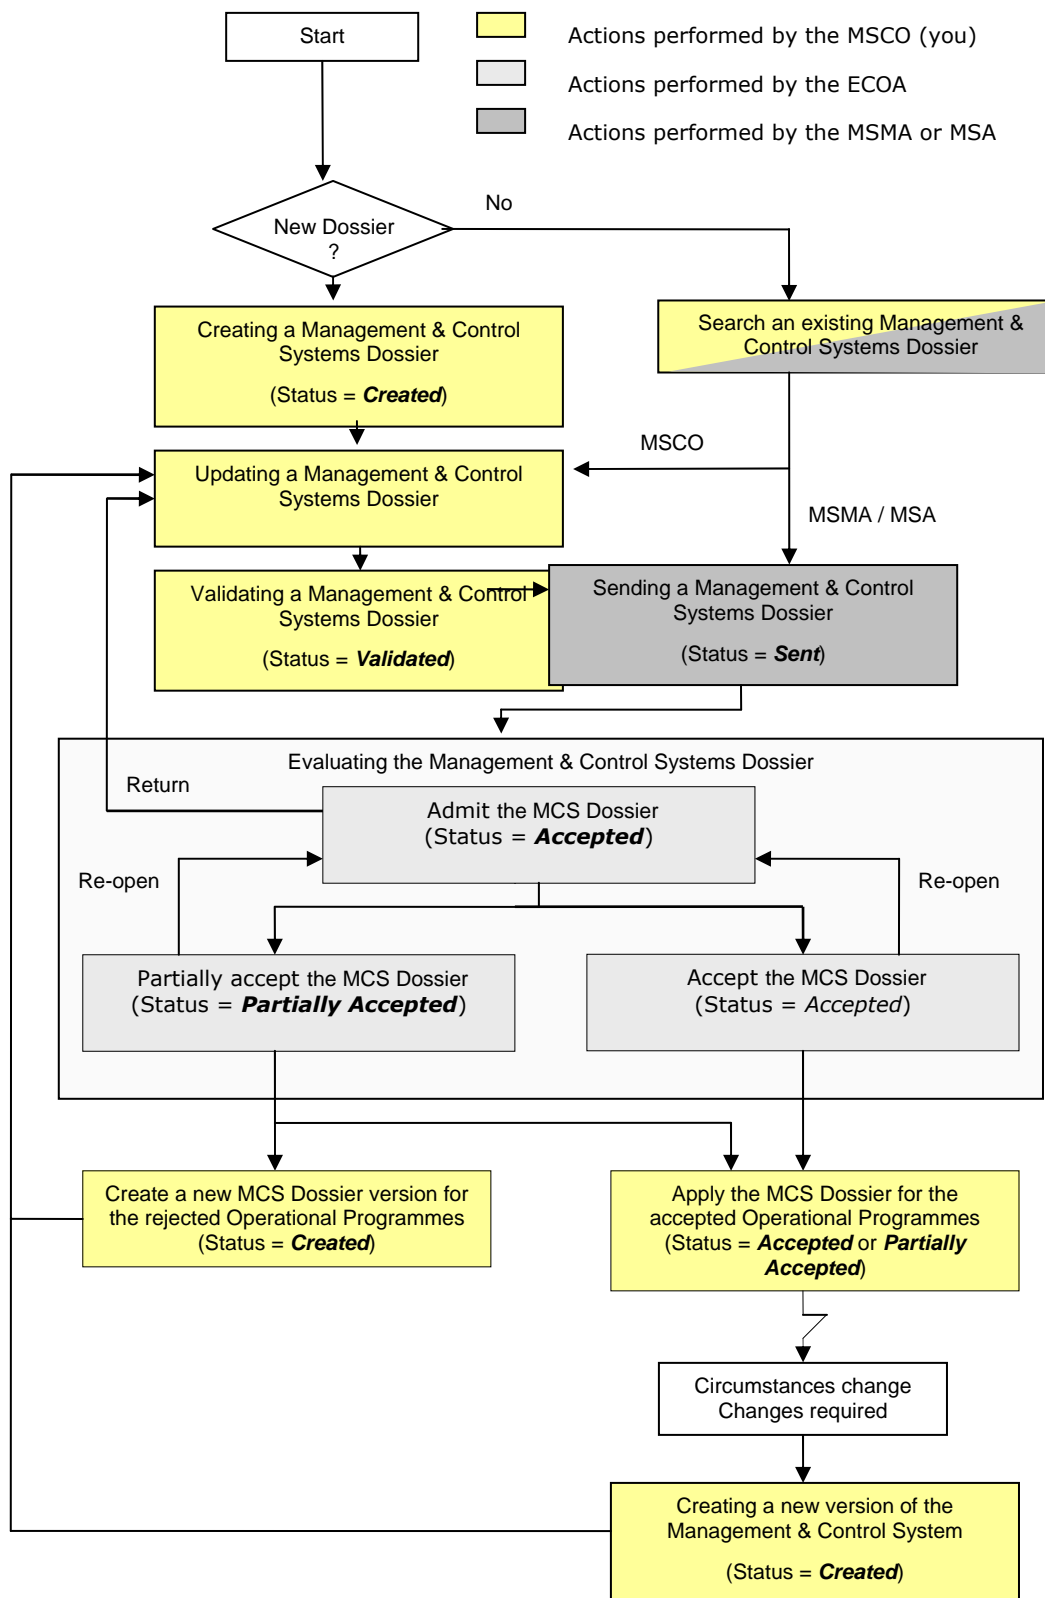 Start
Actions performed by the MSCO (you)
Actions performed by the ECOA
Actions performed by the MSMA or MSA
New Dossier
?
No
Creating a Management & Control
Systems Dossier
(Status = Created)
Search an existing Management &
Control Systems Dossier
MSCO
Updating a Management & Control
Systems Dossier
MSMA / MSA
Validating a Management & Control
Systems Dossier
(Status = Validated)
Sending a Management & Control
Systems Dossier
(Status = Sent)
Evaluating the Management & Control Systems Dossier
Return
Admit the MCS Dossier
(Status = Accepted)
Re-open
Re-open
Partially accept the MCS Dossier
(Status = Partially Accepted)
Accept the MCS Dossier
(Status = Accepted)
Create a new MCS Dossier version for
the rejected Operational Programmes
(Status = Created)
Apply the MCS Dossier for the
accepted Operational Programmes
(Status = Accepted or Partially
Accepted)
Circumstances change
Changes required
Creating a new version of the
Management & Control System
(Status = Created)